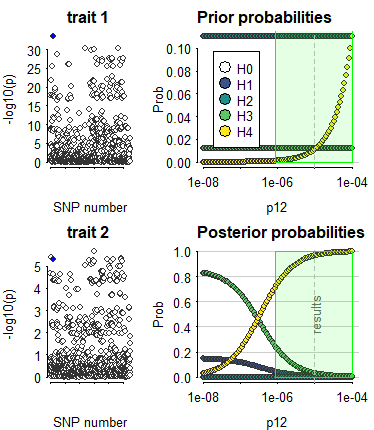 trait 1
-log10(p)
30
25
20
15
10
5
0
SNP number
Prior probabilities
Prob
0.10
0.08
0.06
0.04
0.02
0.00
H0
H1
H2
H3
H4
1e-08
1e-06
1e-04
p12
trait 2
-log10(p)
5
4
3
2
1
0
SNP number
Posterior probabilities
Prob
1.0
0.8
0.6
0.4
0.2
0.0
results
1e-08
1e-06
1e-04
p12